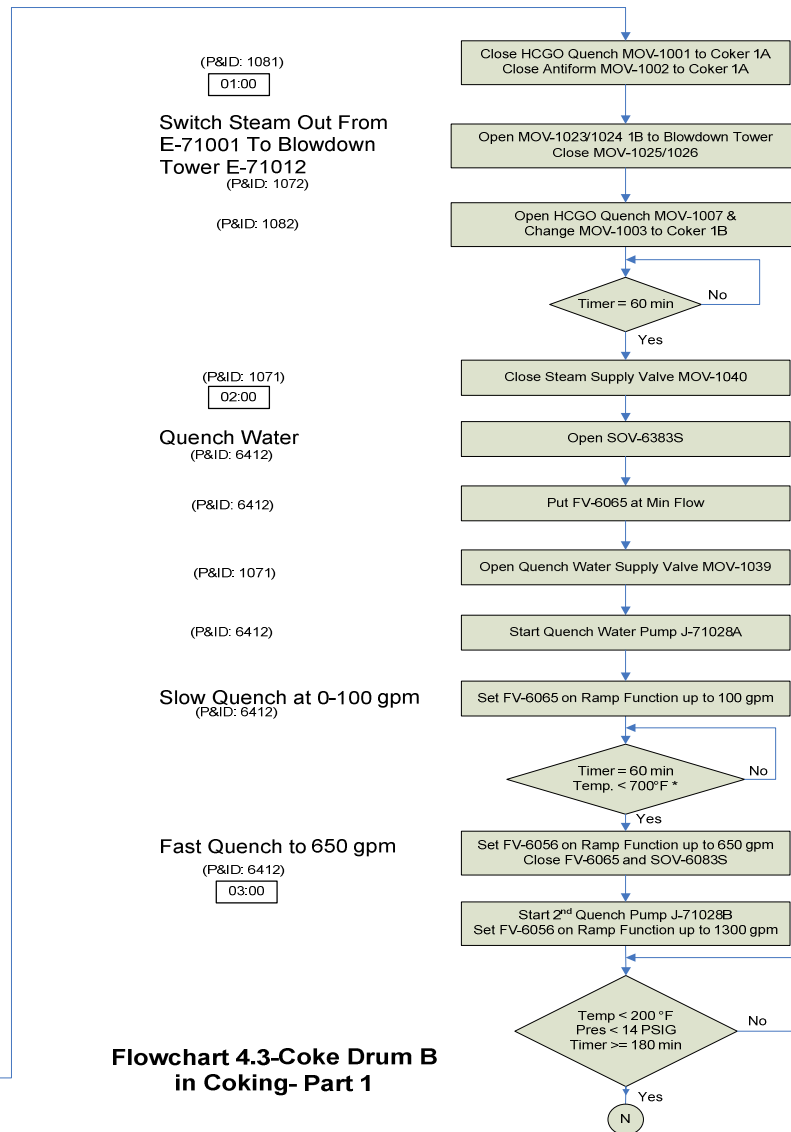 Close HCGO Quench MOV-1001 to Coker 1A
Close Antiform MOV-1002 to Coker 1A
(P&ID: 1081)
01:00
Switch Steam Out From
E-71001 To Blowdown
Tower E-71012
(P&ID: 1072)
Open MOV-1023/1024 1B to Blowdown Tower
Close MOV-1025/1026
(P&ID: 1082)
Open HCGO Quench MOV-1007 &
Change MOV-1003 to Coker 1B
Timer = 60 min
No
Yes
(P&ID: 1071)
02:00
Close Steam Supply Valve MOV-1040
Quench Water
(P&ID: 6412)
Open SOV-6383S
(P&ID: 6412)
Put FV-6065 at Min Flow
(P&ID: 1071)
Open Quench Water Supply Valve MOV-1039
(P&ID: 6412)
Start Quench Water Pump J-71028A
Slow Quench at 0-100 gpm
(P&ID: 6412)
Set FV-6065 on Ramp Function up to 100 gpm
Timer = 60 min
Temp. < 700°F *
No
Yes
Fast Quench to 650 gpm
(P&ID: 6412)
03:00
Set FV-6056 on Ramp Function up to 650 gpm
Close FV-6065 and SOV-6083S
Start 2nd Quench Pump J-71028B
Set FV-6056 on Ramp Function up to 1300 gpm
Temp < 200 °F
Pres < 14 PSIG
Timer >= 180 min
No
Yes
N
Flowchart 4.3-Coke Drum B
in Coking- Part 1